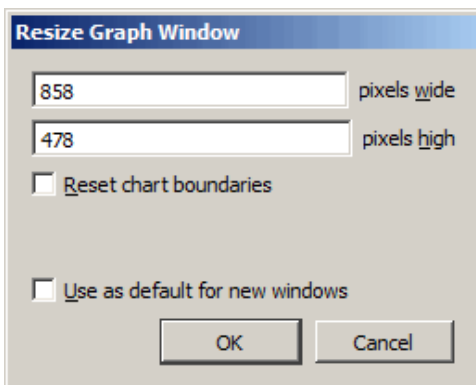 Resize Graph Window
858 pixels wide
478 pixels high
Reset chart boundaries
Use as default for new windows
OK Cancel